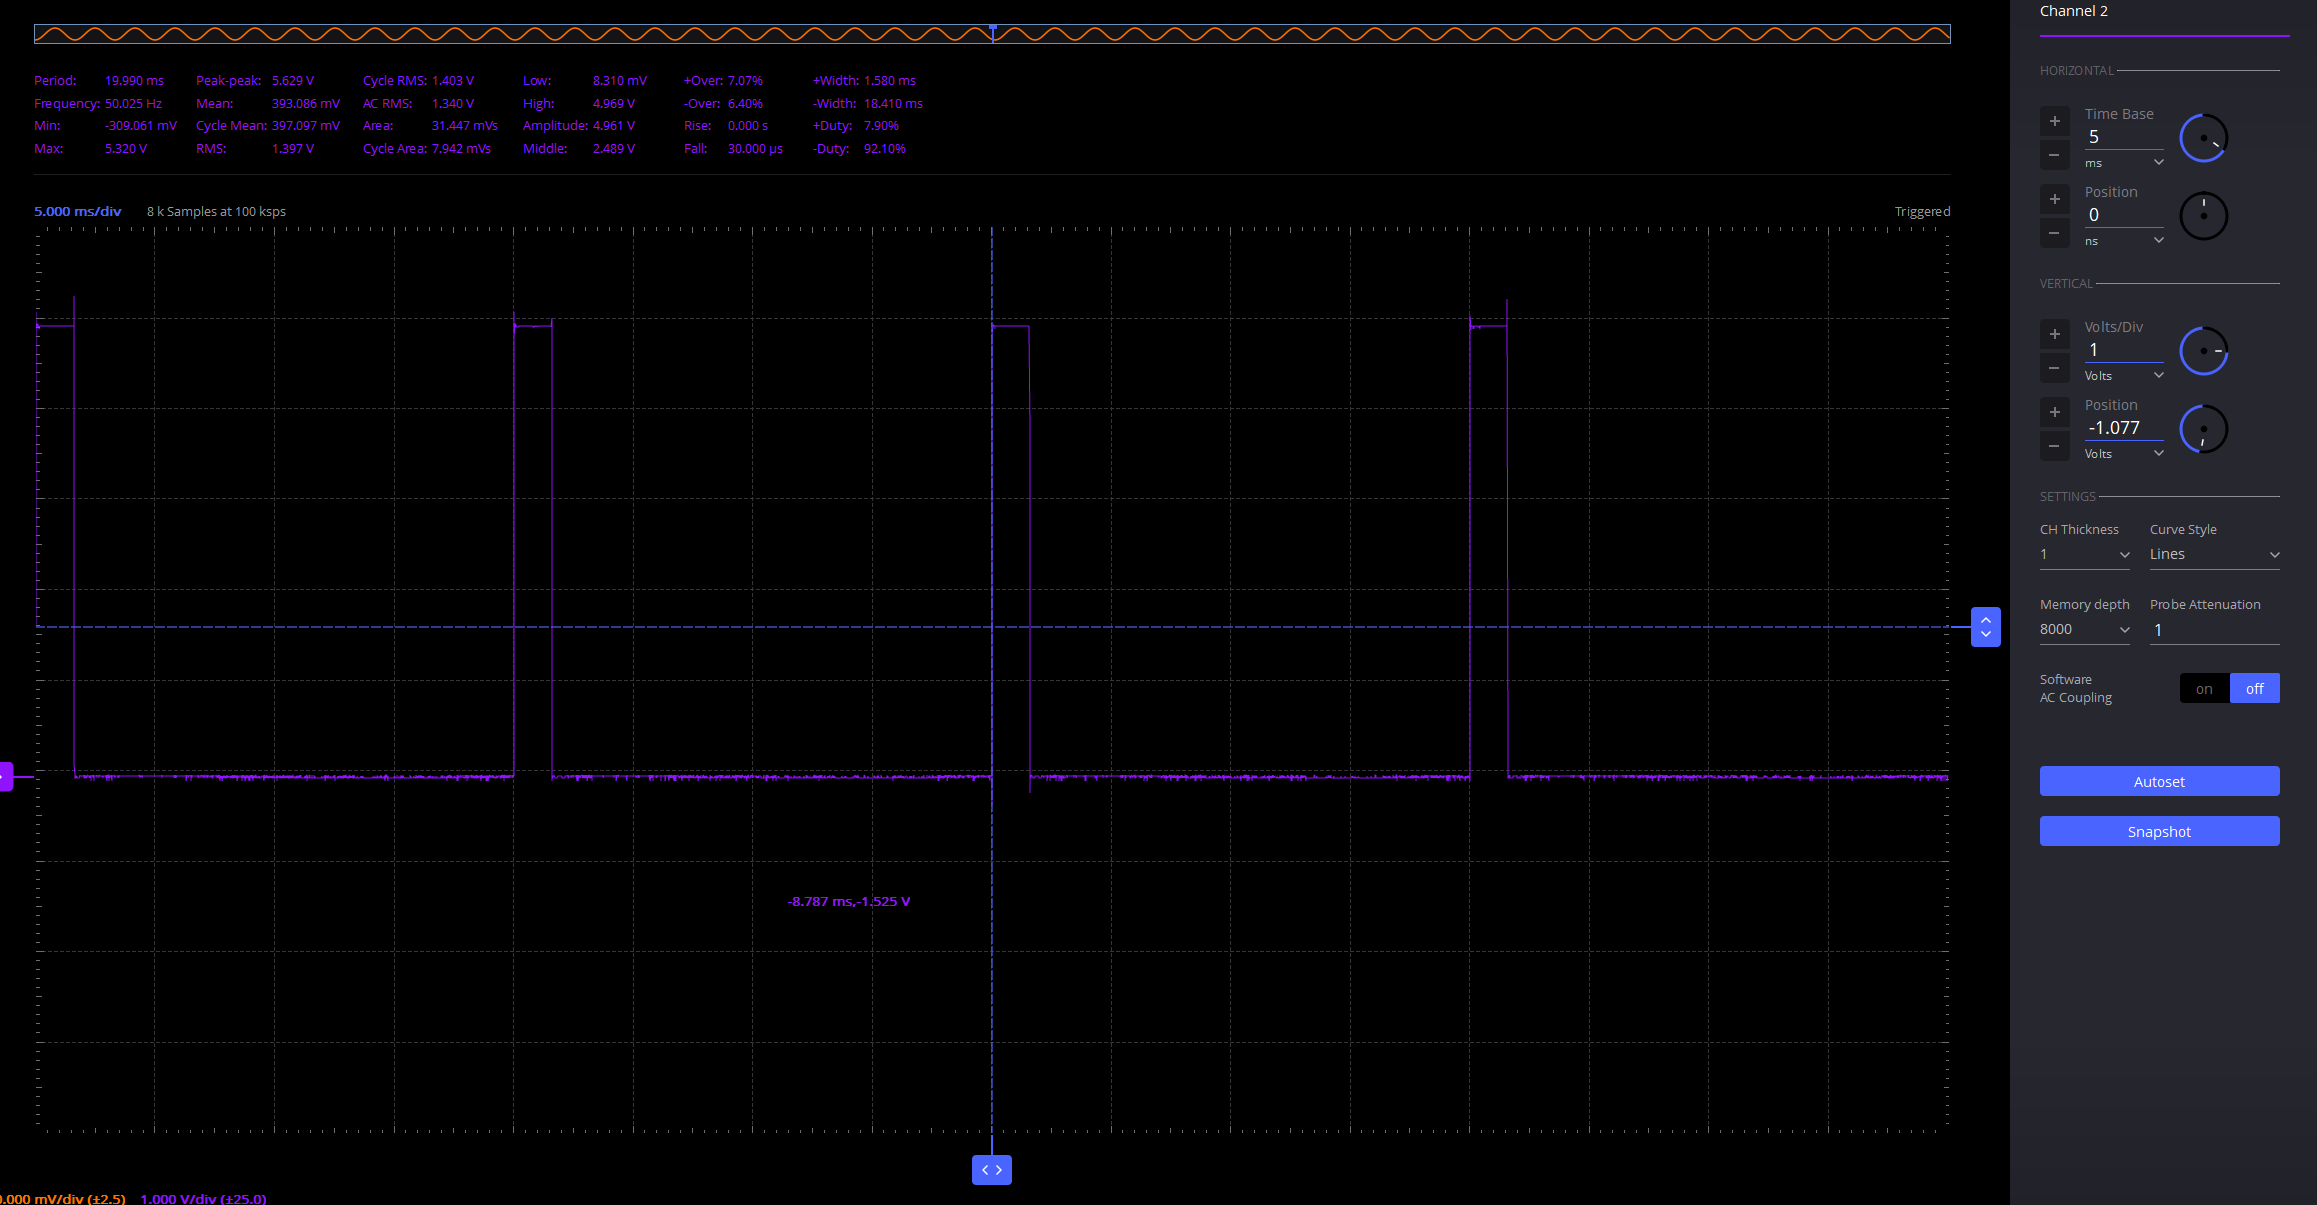 Channel 2
Period: 19.990 ms Peak-peak: 5.629 V Cycle RMS: 1.403 V Low: 8.310 mV +Over: 7.07% +Width: 1.580 ms
Frequency: 50.025 Hz Mean: 393.086 mV AC RMS: 1.340 V High: 4.969 V -Over: 6.40% -Width: 18.410 ms
Min: -309.061 mV Cycle Mean: 397.097 mV Area: 31.447 mVs Amplitude: 4.961 V Rise: 0.000 s +Duty: 7.90%
Max: 5.320 V RMS: 1.397 V Cycle Area: 7.942 mVs Middle: 2.489 V Fall: 30.000 µs -Duty: 92.10%
5.000 ms/div 8 k Samples at 100 ksps Triggered
-8.787 ms,-1.525 V
.000 mV/div (±2.5) 1.000 V/div (±25.0)
HORIZONTAL
Time Base
5
ms
Position
0
ns
VERTICAL
Volts/Div
1
Volts
Position
-1.077
Volts
SETTINGS
CH Thickness Curve Style
1 Lines
Memory depth Probe Attenuation
8000 1
Software
AC Coupling
on off
Autoset
Snapshot